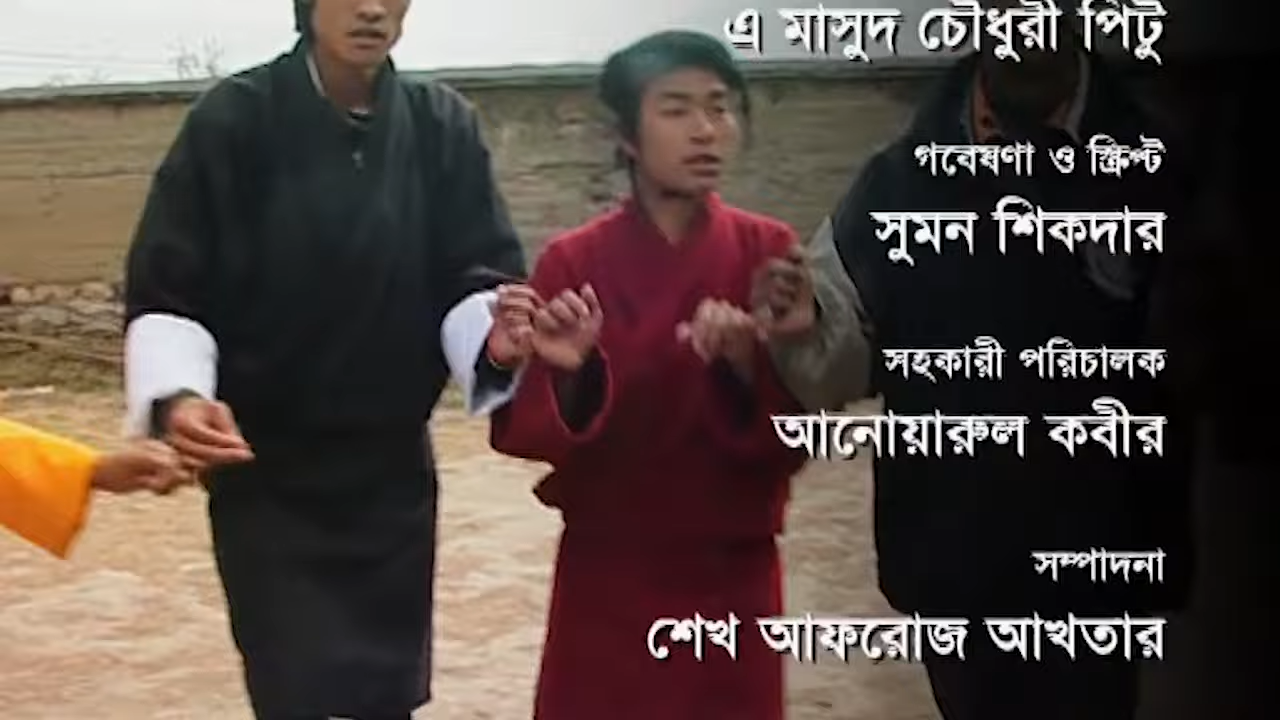 এ মাসুদ চৌধুরী পিটু
গবেষণা ও স্ক্রিপ্ট
সুমন শিকদার
সহকারী পরিচালক
আনোয়ারুল কবীর
সম্পাদনা
শেখ আফরোজ আখতার